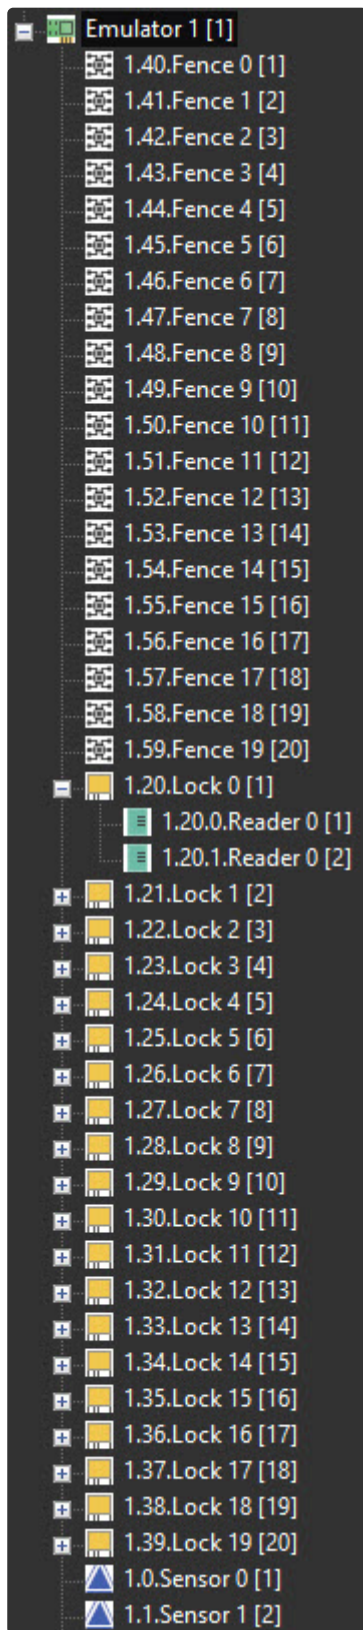 Emulator 1 [1]
1.40.Fence 0 [1]
1.41.Fence 1 [2]
1.42.Fence 2 [3]
1.43.Fence 3 [4]
1.44.Fence 4 [5]
1.45.Fence 5 [6]
1.46.Fence 6 [7]
1.47.Fence 7 [8]
1.48.Fence 8 [9]
1.49.Fence 9 [10]
1.50.Fence 10 [11]
1.51.Fence 11 [12]
1.52.Fence 12 [13]
1.53.Fence 13 [14]
1.54.Fence 14 [15]
1.55.Fence 15 [16]
1.56.Fence 16 [17]
1.57.Fence 17 [18]
1.58.Fence 18 [19]
1.59.Fence 19 [20]
1.20.Lock 0 [1]
1.20.0.Reader 0 [1]
1.20.1.Reader 0 [2]
1.21.Lock 1 [2]
1.22.Lock 2 [3]
1.23.Lock 3 [4]
1.24.Lock 4 [5]
1.25.Lock 5 [6]
1.26.Lock 6 [7]
1.27.Lock 7 [8]
1.28.Lock 8 [9]
1.29.Lock 9 [10]
1.30.Lock 10 [11]
1.31.Lock 11 [12]
1.32.Lock 12 [13]
1.33.Lock 13 [14]
1.34.Lock 14 [15]
1.35.Lock 15 [16]
1.36.Lock 16 [17]
1.37.Lock 17 [18]
1.38.Lock 18 [19]
1.39.Lock 19 [20]
1.0.Sensor 0 [1]
1.1.Sensor 1 [2]